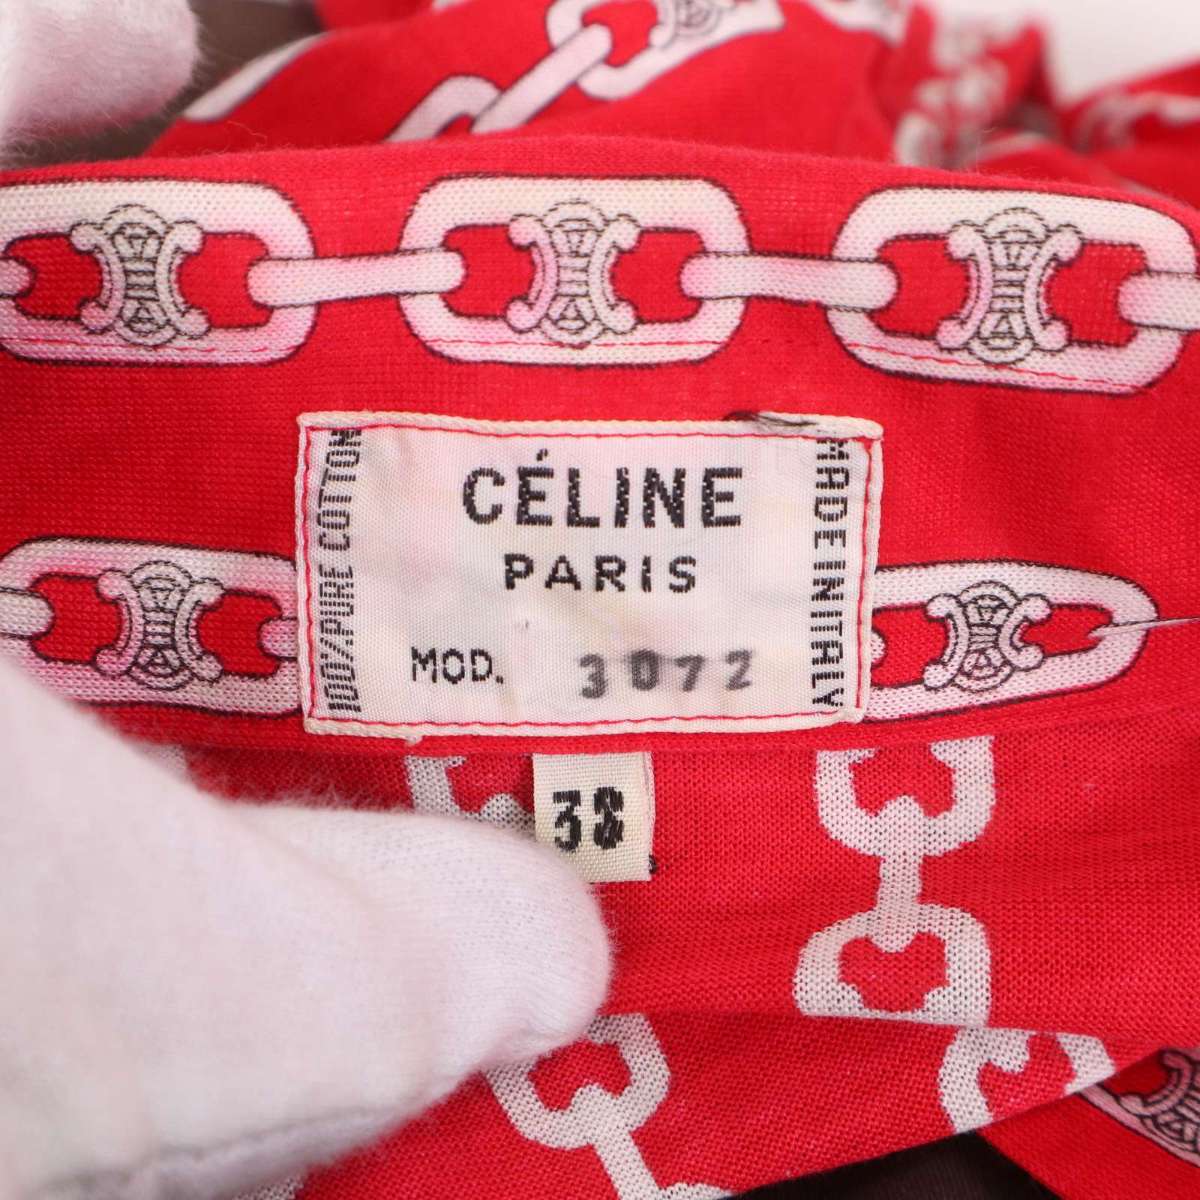 CÉLINE
PARIS
MOD. 3072
100% PURE COTTON
MADE IN ITALY
38